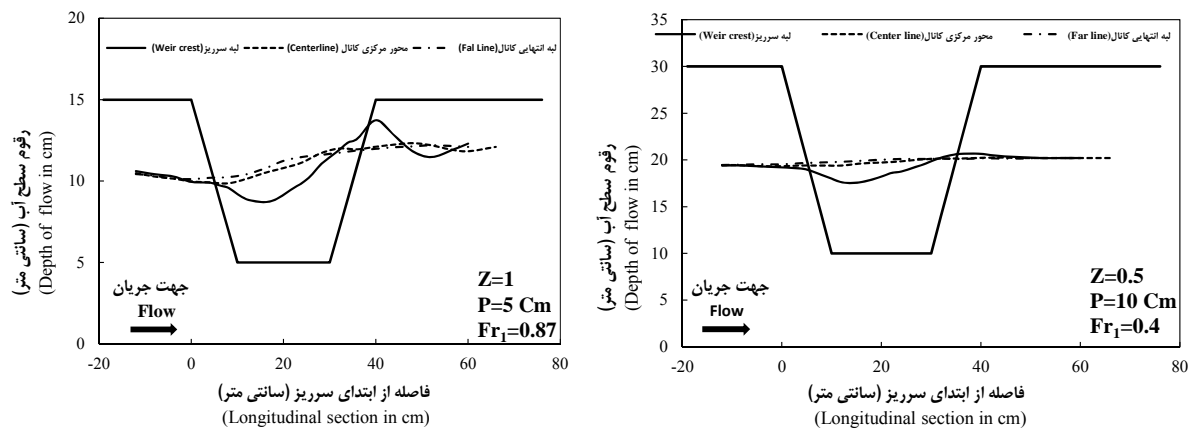 20
15
10
5
0
-20 0 20 40 60 80
لبه سرریز(Weir crest) محور مرکزی کانال (Centerline) لبه انتهایی کانال(Fal Line)
رقوم سطح آب (سانتی متر)
(Depth of flow in cm)
جهت جریان
Flow
Z=1
P=5 Cm
Fr₁=0.87
فاصله از ابتدای سرریز (سانتی متر)
(Longitudinal section in cm)
35
30
25
20
15
10
5
0
-20 0 20 40 60 80
لبه سرریز(Weir crest) محور مرکزی کانال(Center line) لبه انتهایی کانال(Far line)
رقوم سطح آب (سانتی متر)
(Depth of flow in cm)
جهت جریان
Flow
Z=0.5
P=10 Cm
Fr₁=0.4
فاصله از ابتدای سرریز (سانتی متر)
(Longitudinal section in cm)